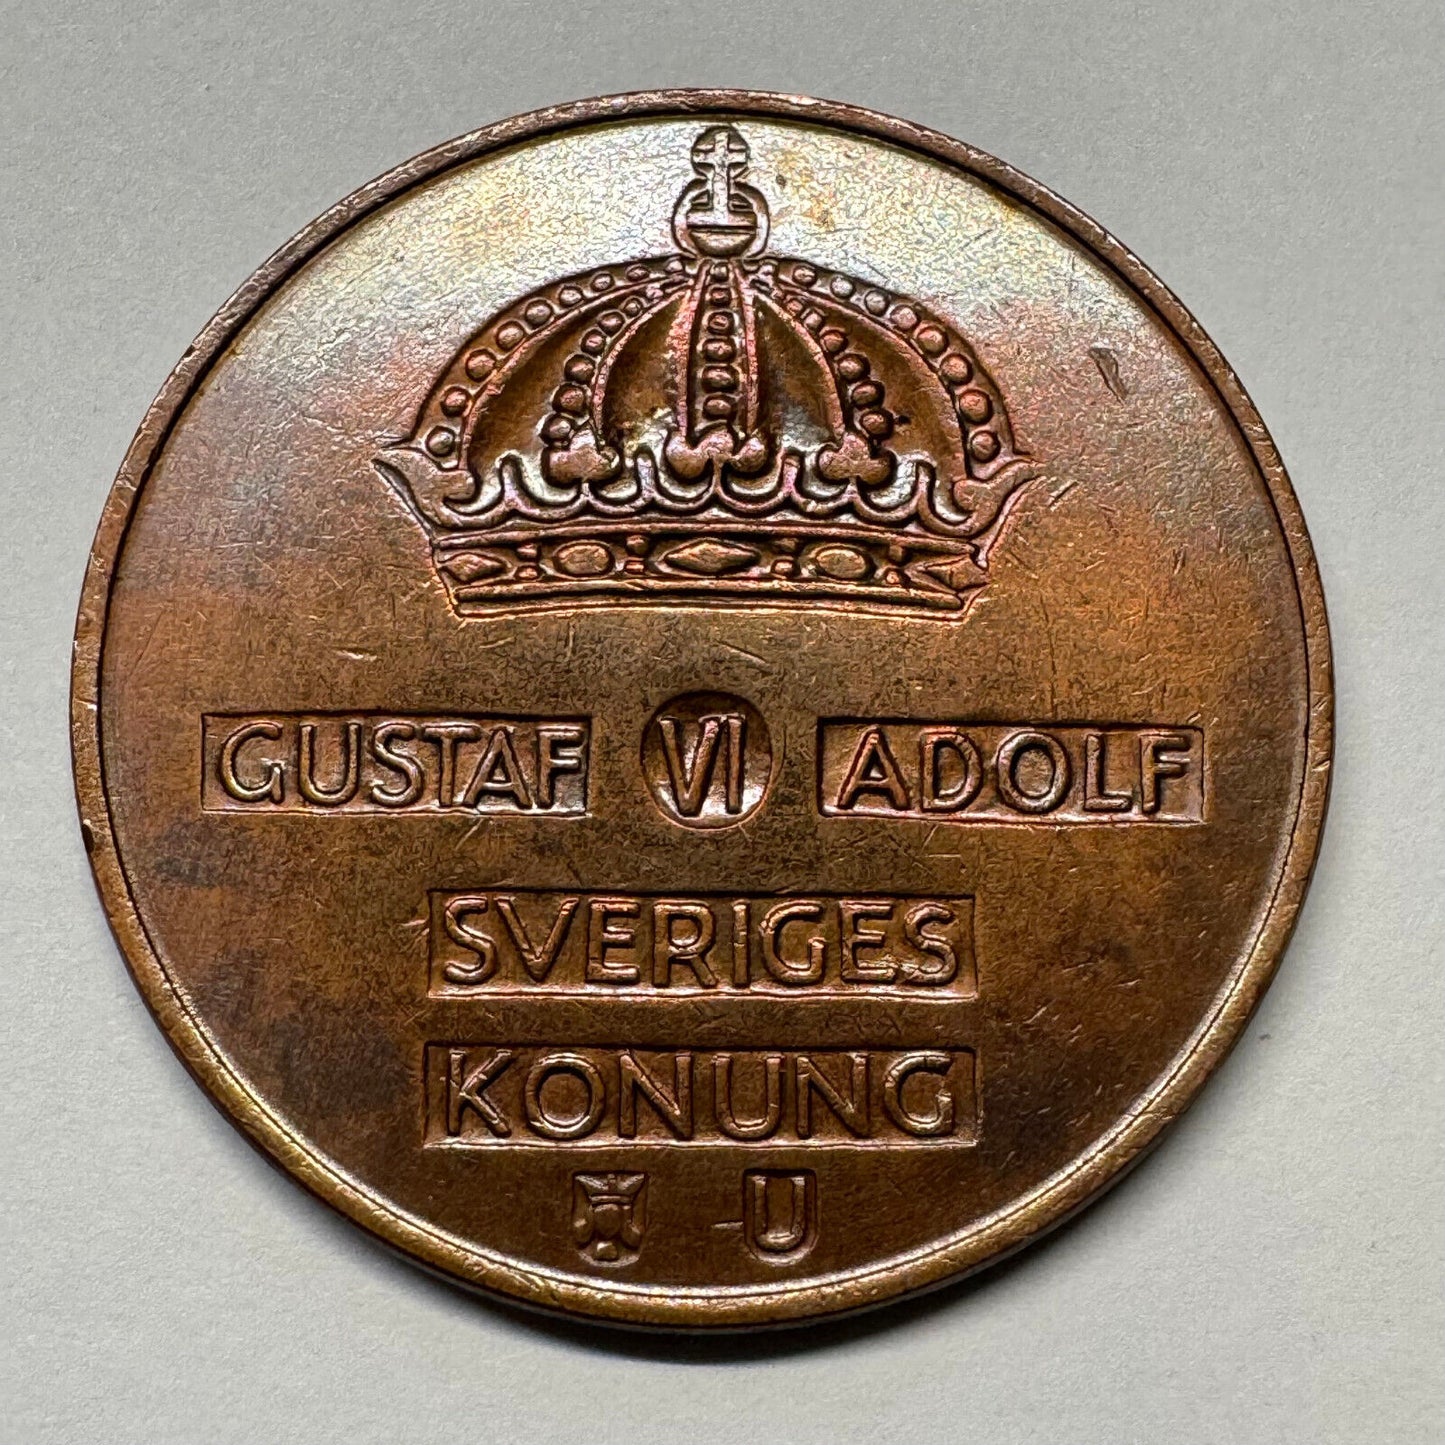 GUSTAF VI ADOLF
SVERIGES
KONUNG
U